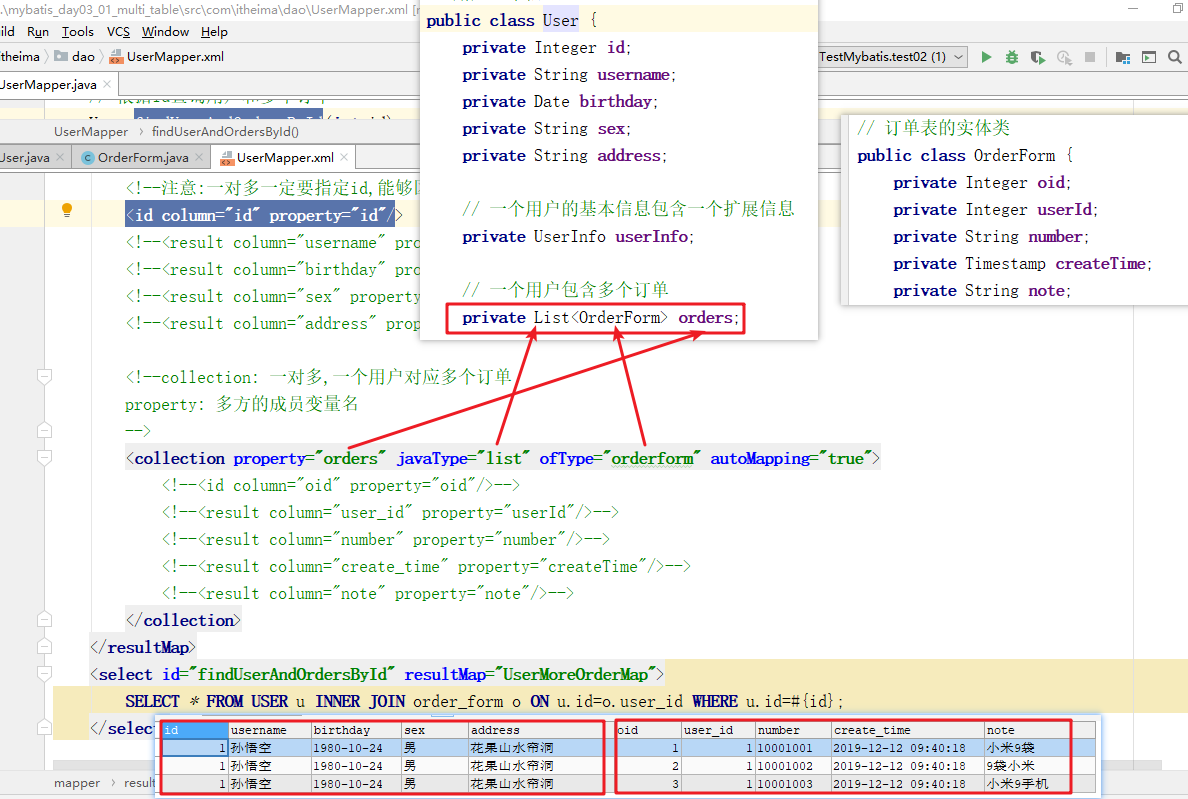 .\mybatis_day03_01_multi_table\src\com\itheima\dao\UserMapper.xml
ild Run Tools VCS Window Help
itheima dao UserMapper.xml
TestMybatis.test02 (1)
UserMapper.java
UserMapper findUserAndOrdersById()
User.java OrderForm.java UserMapper.xml
public class User {
private Integer id;
private String username;
private Date birthday;
private String sex;
private String address;
// 一个用户的基本信息包含一个扩展信息
private UserInfo userInfo;
// 一个用户包含多个订单
private List<OrderForm> orders;
// 订单表的实体类
public class OrderForm {
private Integer oid;
private Integer userId;
private String number;
private Timestamp createTime;
private String note;
<!--注意:一对多一定要指定id,能够
<id column="id" property="id"/>
<!--<result column="username" pro
<!--<result column="birthday" pro
<!--<result column="sex" property
<!--<result column="address" prop
<!--collection: 一对多,一个用户对应多个订单
property: 多方的成员变量名
-->
<collection property="orders" javaType="list" ofType="orderform" autoMapping="true">
<!--<id column="oid" property="oid"/>-->
<!--<result column="user_id" property="userId"/>-->
<!--<result column="number" property="number"/>-->
<!--<result column="create_time" property="createTime"/>-->
<!--<result column="note" property="note"/>-->
</collection>
</resultMap>
<select id="findUserAndOrdersById" resultMap="UserMoreOrderMap">
SELECT * FROM USER u INNER JOIN order_form o ON u.id=o.user_id WHERE u.id=#{id};
</selec
id username birthday sex address oid user_id number create_time note
1 孙悟空 1980-10-24 男 花果山水帘洞 1 1 10001001 2019-12-12 09:40:18 小米9袋
1 孙悟空 1980-10-24 男 花果山水帘洞 2 1 10001002 2019-12-12 09:40:18 9袋小米
1 孙悟空 1980-10-24 男 花果山水帘洞 3 1 10001003 2019-12-12 09:40:18 小米9手机
mapper result